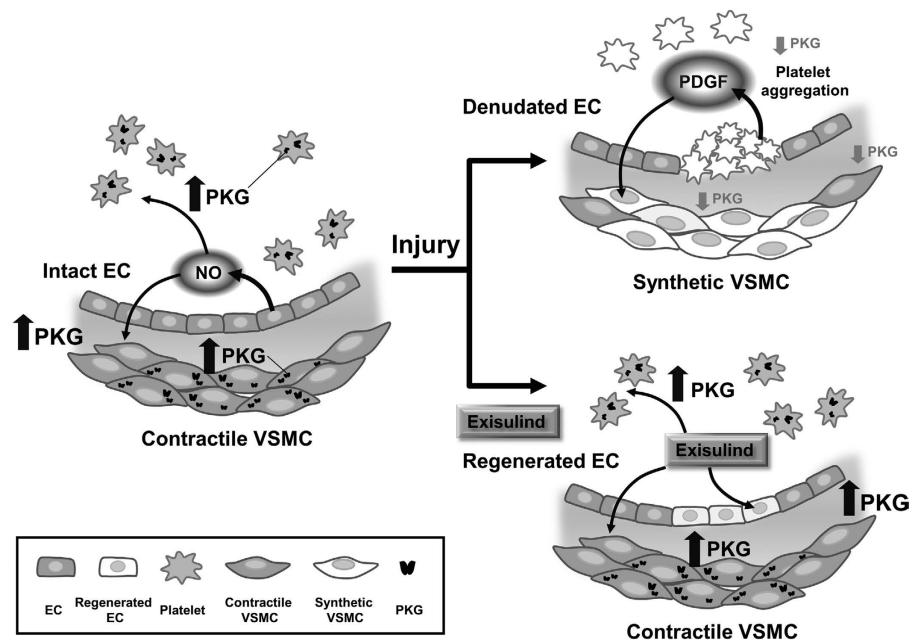 PKG
Intact EC
NO
PKG
PKG
Contractile VSMC
Injury
PKG
PDGF
Platelet
aggregation
Denudated EC
PKG
PKG
Synthetic VSMC
Exisulind
PKG
Regenerated EC
Exisulind
PKG
PKG
Contractile VSMC
EC
Regenerated
EC
Platelet
Contractile
VSMC
Synthetic
VSMC
PKG